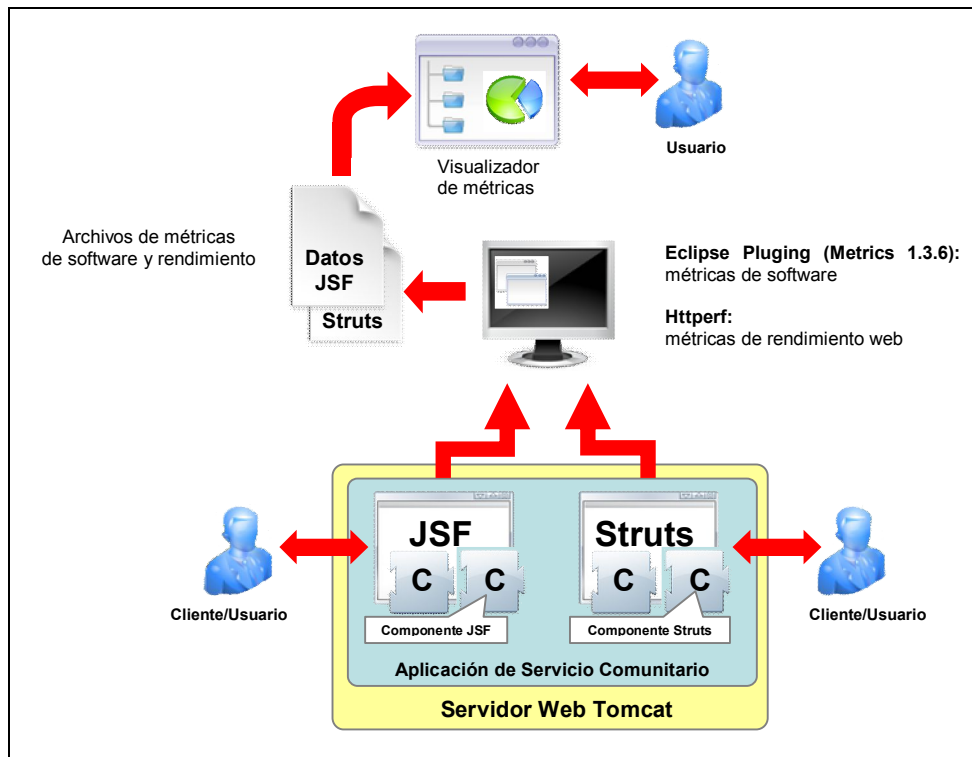 Visualizador
de métricas
Usuario
Archivos de métricas
de software y rendimiento
Datos
JSF
Struts
Eclipse Pluging (Metrics 1.3.6):
métricas de software
Httperf:
métricas de rendimiento web
JSF
C C
Componente JSF
Struts
C C
Componente Struts
Cliente/Usuario
Cliente/Usuario
Aplicación de Servicio Comunitario
Servidor Web Tomcat